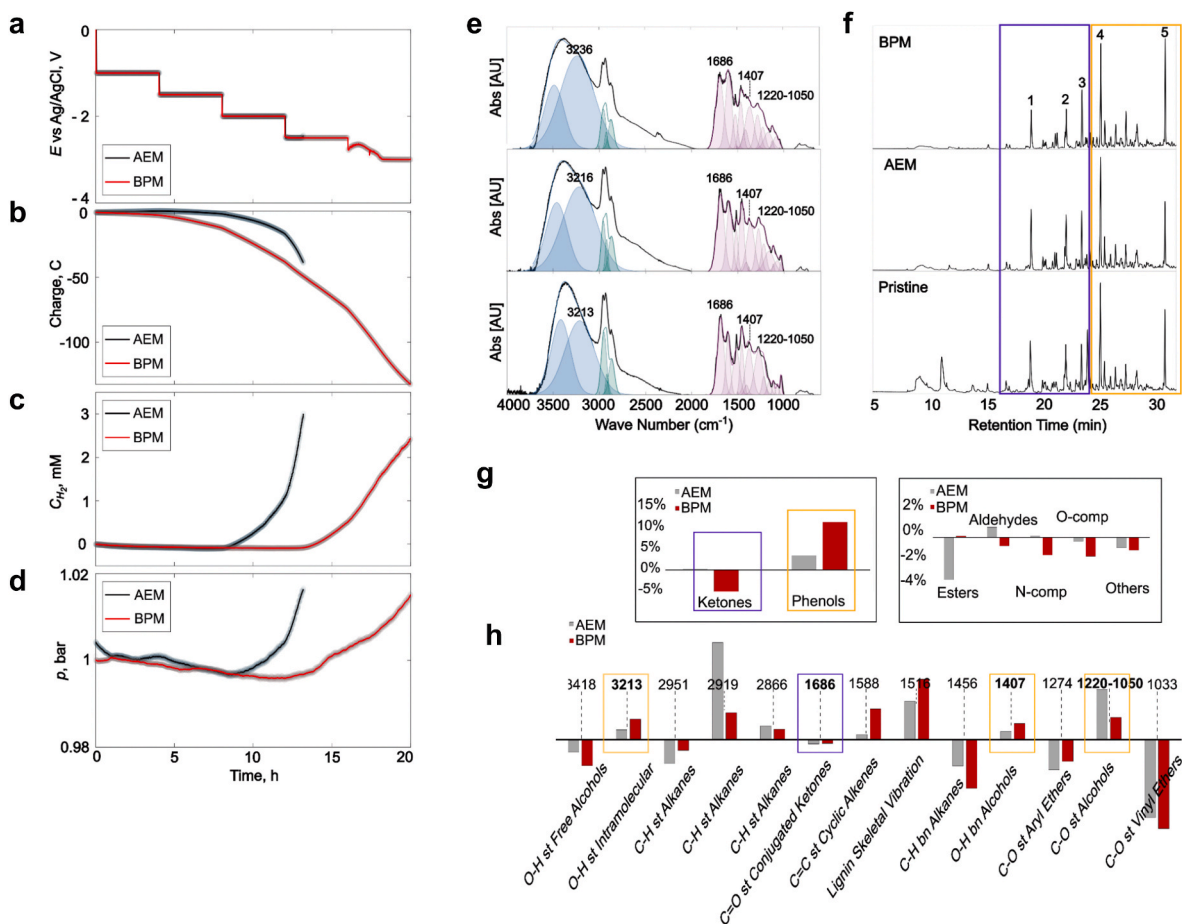 a
0
- 2
- 4
E vs Ag/AgCl, V
AEM
BPM
b
0
-50
-100
Charge, C
AEM
BPM
c
3
2
1
0
C_{H_2}, mM
AEM
BPM
d
1.02
1
0.98
p, bar
AEM
BPM
0 5 10 15 20
Time, h
e
Abs [AU]
3236
1686
1407
1220-1050
Abs [AU]
3216
1686
1407
1220-1050
Abs [AU]
3213
1686
1407
1220-1050
4000 3500 3000 2500 2000 1500 1000
Wave Number (cm⁻¹)
f
BPM
1 2 3 4 5
AEM
Pristine
5 10 15 20 25 30
Retention Time (min)
g
AEM
BPM
15%
10%
5%
0%
-5%
Ketones
Phenols
AEM
BPM
2%
0%
-2%
-4%
Esters
Aldehydes
N-comp
O-comp
Others
h
AEM
BPM
3418 3213 2951 2919 2866 1686 1588 1516 1456 1407 1274 1220-1050 1033
O-H st Free Alcohols
O-H st Intramolecular
C-H st Alkanes
C-H st Alkanes
C-H st Alkanes
C=O st Conjugated Ketones
C=C st Cyclic Alkenes
Lignin Skeletal Vibration
C-H bn Alkanes
O-H bn Alcohols
C-O st Aryl Ethers
C-O st Alcohols
C-O st Vinyl Ethers